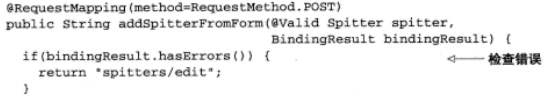 @RequestMapping(method=RequestMethod.POST)
public String addSpitterFromForm(@Valid Spitter spitter,
BindingResult bindingResult) {
if(bindingResult.hasErrors()) {
return "spitters/edit";
}
检查错误